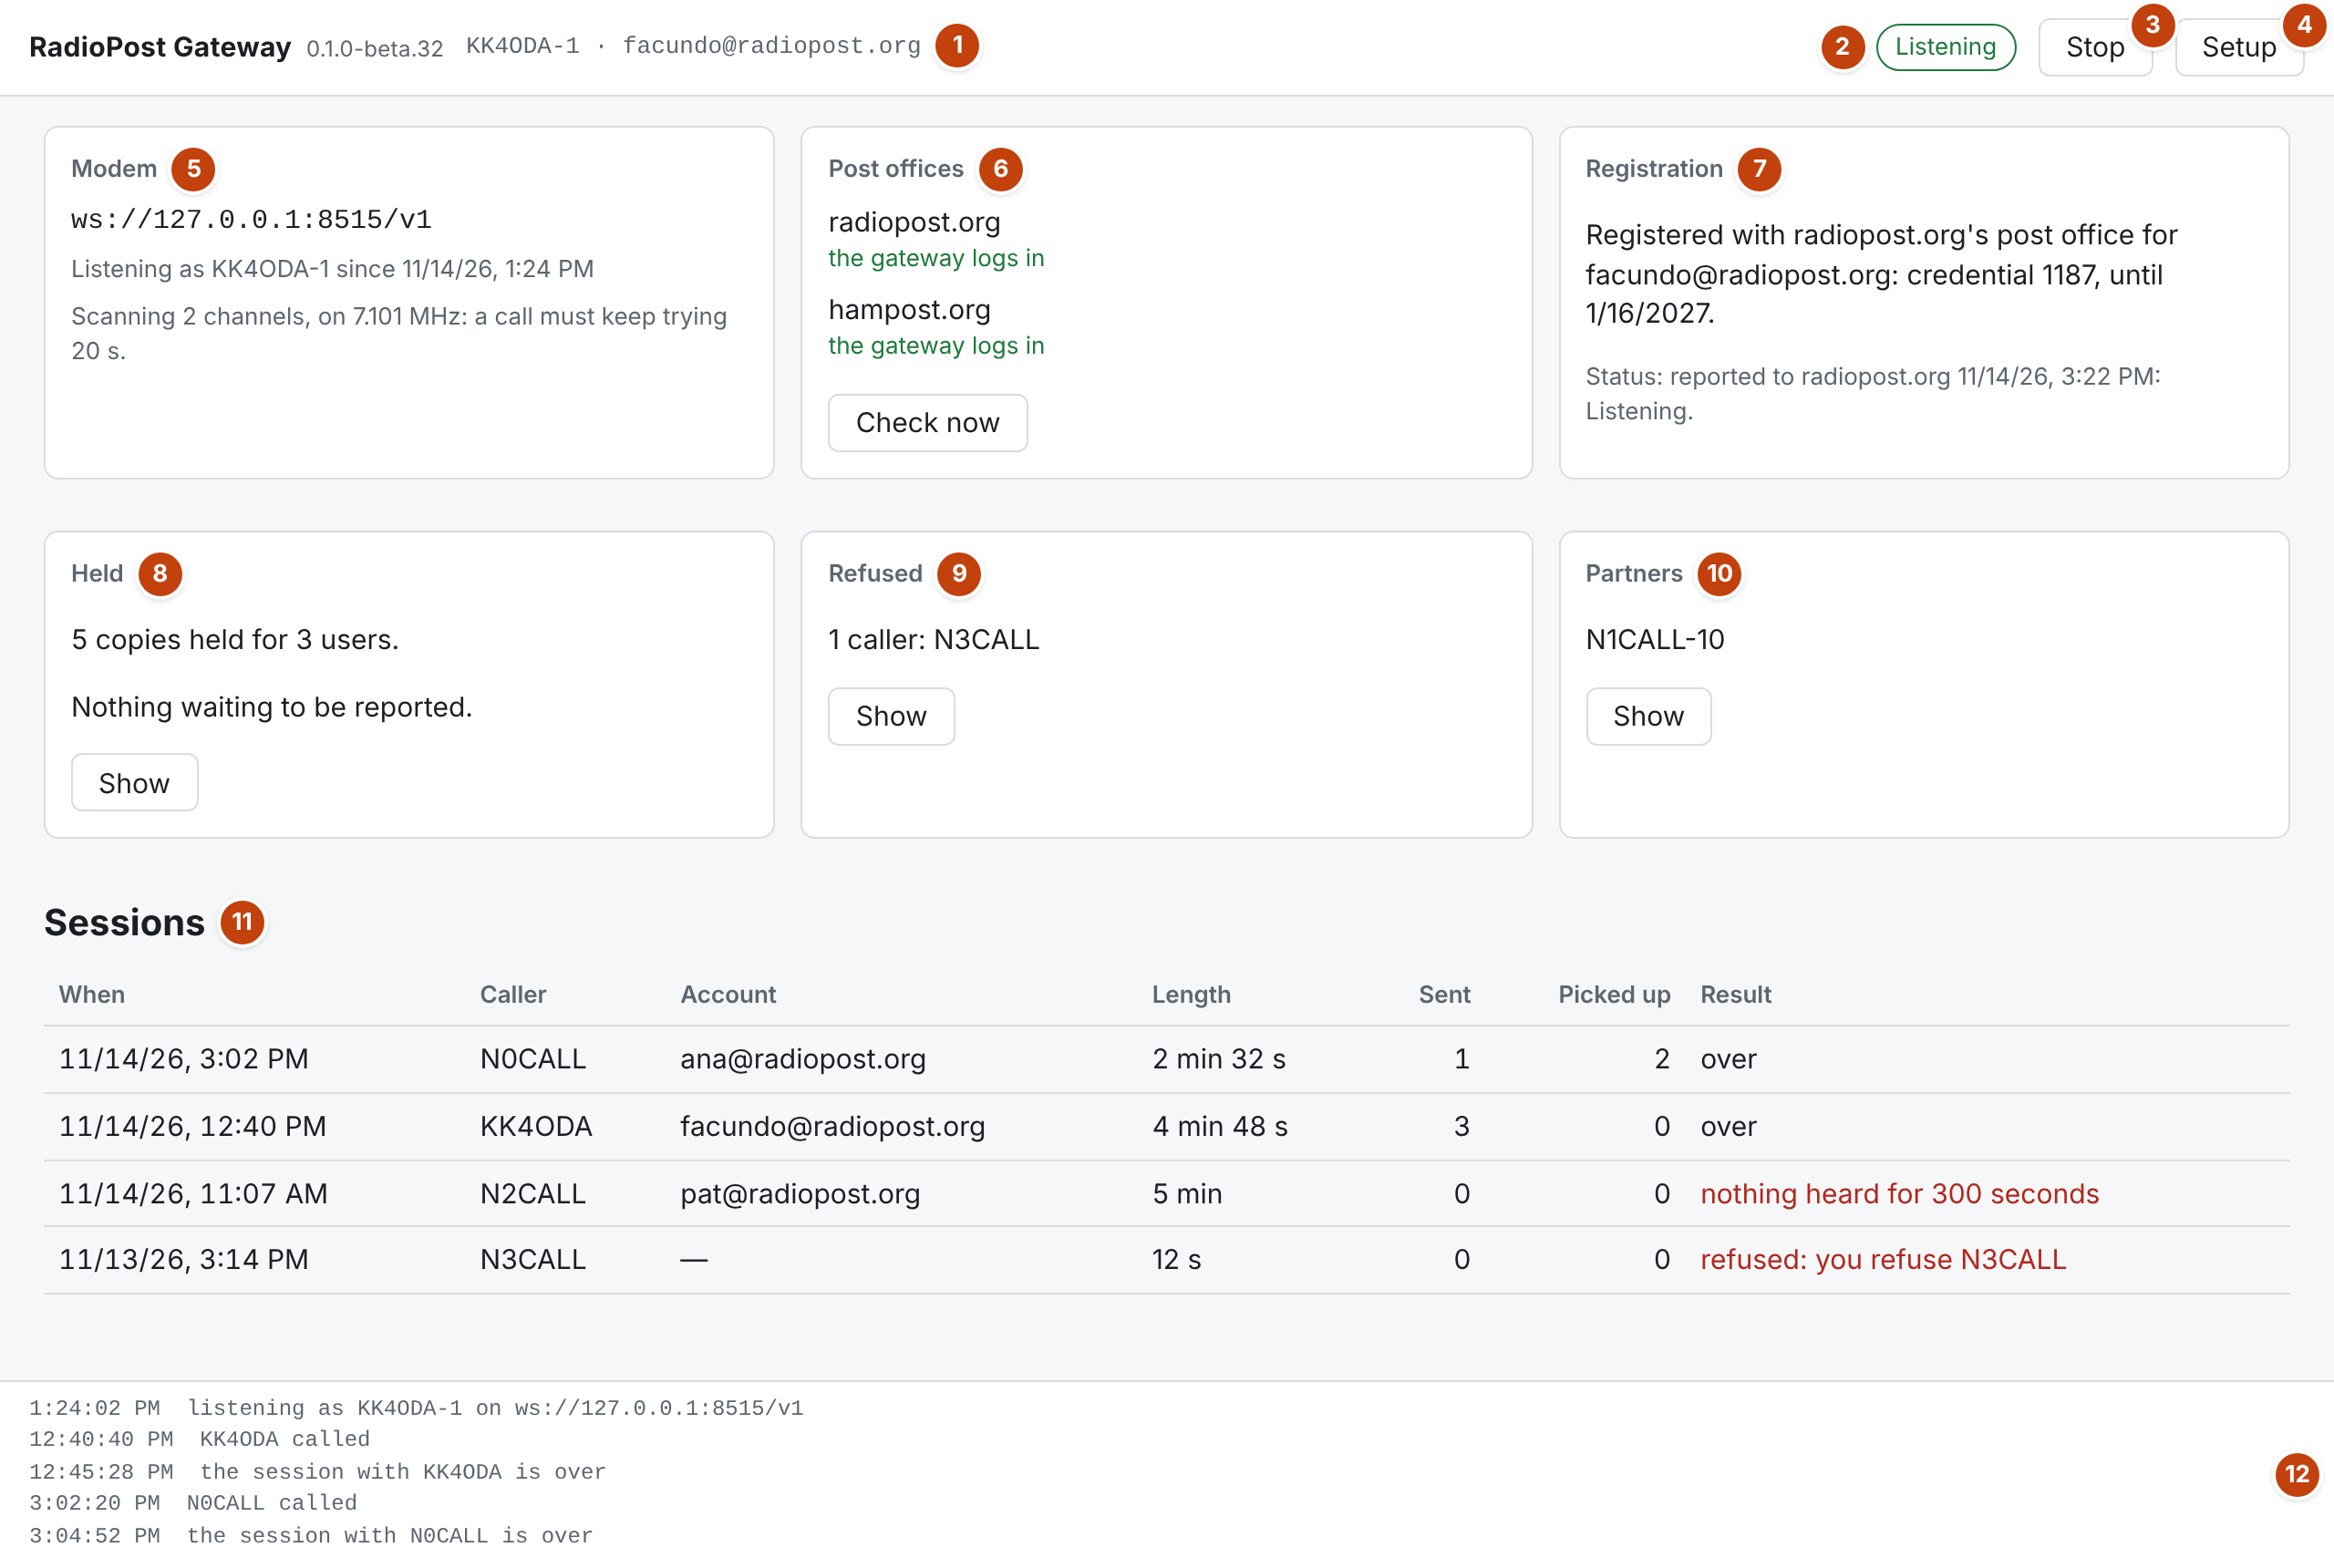 RadioPost Gateway 0.1.0-beta.32 KK4ODA-1 · facundo@radiopost.org 1 2 Listening Stop 3 Setup 4
Modem 5
ws://127.0.0.1:8515/v1
Listening as KK4ODA-1 since 11/14/26, 1:24 PM
Scanning 2 channels, on 7.101 MHz: a call must keep trying
20 s.
Post offices 6
radiopost.org
the gateway logs in
hampost.org
the gateway logs in
Check now
Registration 7
Registered with radiopost.org's post office for
facundo@radiopost.org: credential 1187, until
1/16/2027.
Status: reported to radiopost.org 11/14/26, 3:22 PM:
Listening.
Held 8
5 copies held for 3 users.
Nothing waiting to be reported.
Show
Refused 9
1 caller: N3CALL
Show
Partners 10
N1CALL-10
Show
Sessions 11
When Caller Account Length Sent Picked up Result
11/14/26, 3:02 PM N0CALL ana@radiopost.org 2 min 32 s 1 2 over
11/14/26, 12:40 PM KK4ODA facundo@radiopost.org 4 min 48 s 3 0 over
11/14/26, 11:07 AM N2CALL pat@radiopost.org 5 min 0 0 nothing heard for 300 seconds
11/13/26, 3:14 PM N3CALL — 12 s 0 0 refused: you refuse N3CALL
1:24:02 PM listening as KK4ODA-1 on ws://127.0.0.1:8515/v1
12:40:40 PM KK4ODA called
12:45:28 PM the session with KK4ODA is over
3:02:20 PM N0CALL called
3:04:52 PM the session with N0CALL is over
12